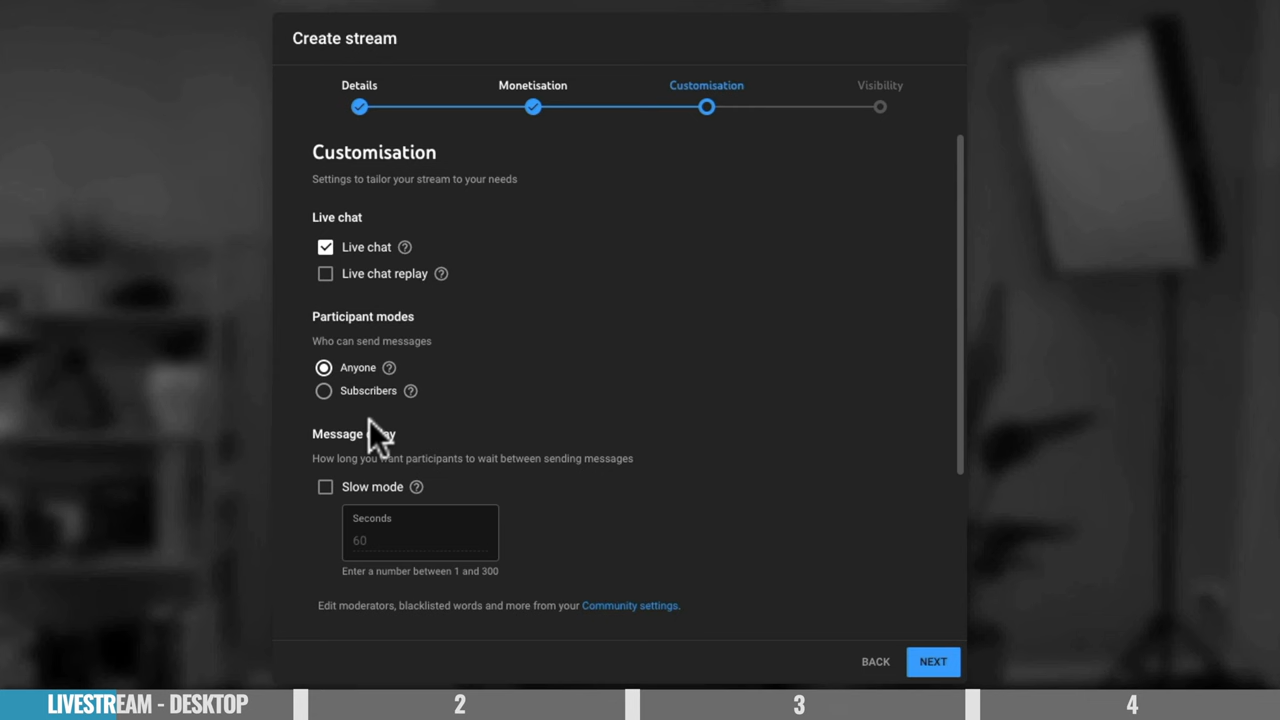 Create stream
Details
Monetisation
Customisation
Visibility
Customisation
Settings to tailor your stream to your needs
Live chat
Live chat
Live chat replay
Participant modes
Who can send messages
Anyone
Subscribers
Message
How long you want participants to wait between sending messages
Slow mode
Seconds
60
Enter a number between 1 and 300
Edit moderators, blacklisted words and more from your Community settings.
BACK
NEXT
LIVESTREAM - DESKTOP
2
3
4